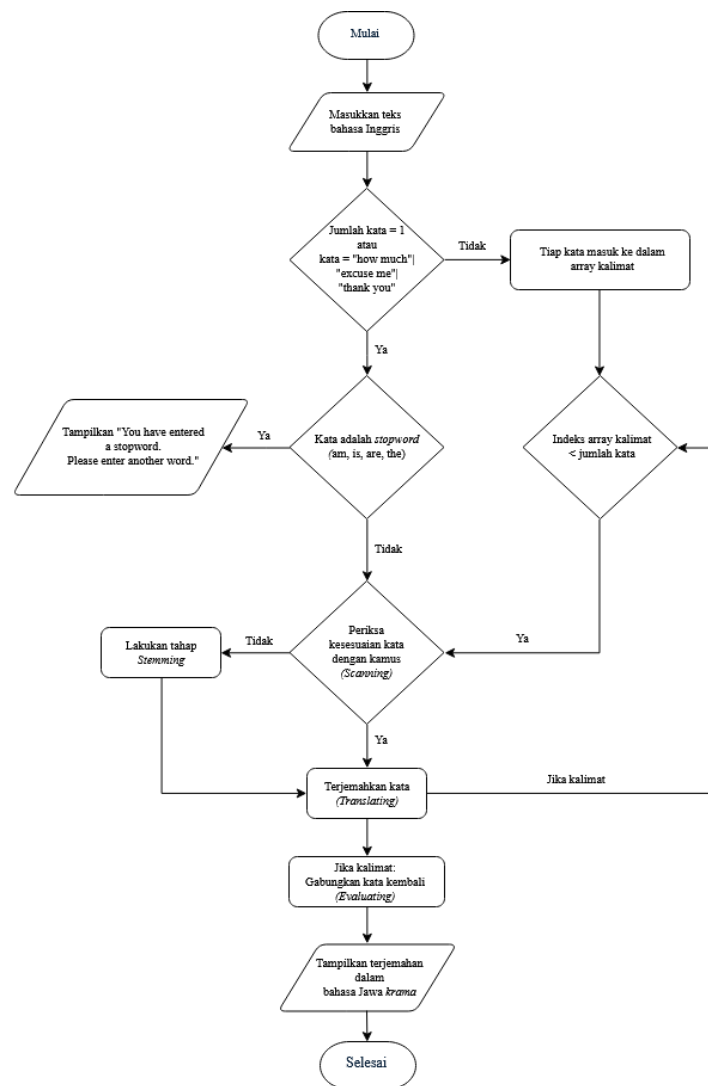 Mulai
Masukkan teks
bahasa Inggris
Jumlah kata = 1
atau
kata = "how much"|
"excuse me"|
"thank you"
Tidak
Tiap kata masuk ke dalam
array kalimat
Ya
Tampilkan "You have entered
a stopword.
Please enter another word."
Ya
Kata adalah stopword
(am, is, are, the)
Indeks array kalimat
< jumlah kata
Tidak
Lakukan tahap
Stemming
Tidak
Periksa
kesesuaian kata
dengan kamus
(Scanning)
Ya
Ya
Terjemahkan kata
(Translating)
Jika kalimat
Jika kalimat:
Gabungkan kata kembali
(Evaluating)
Tampilkan terjemahan
dalam
bahasa Jawa krama
Selesai